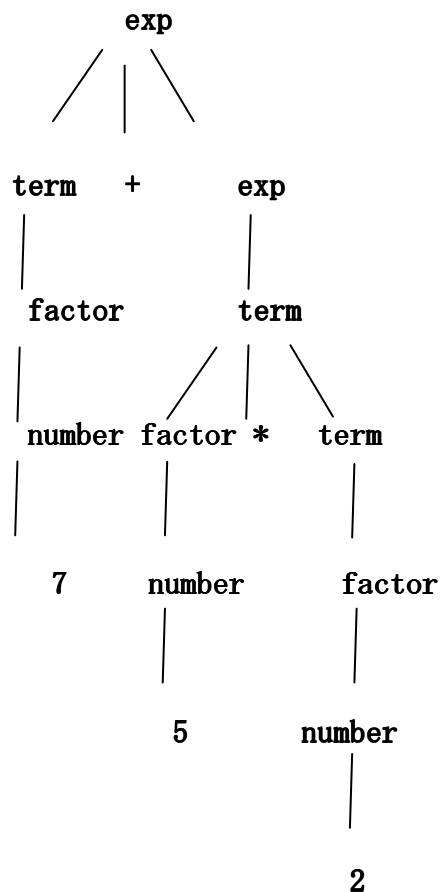 exp
term + exp
factor term
number factor * term
7 number factor
5 number
2